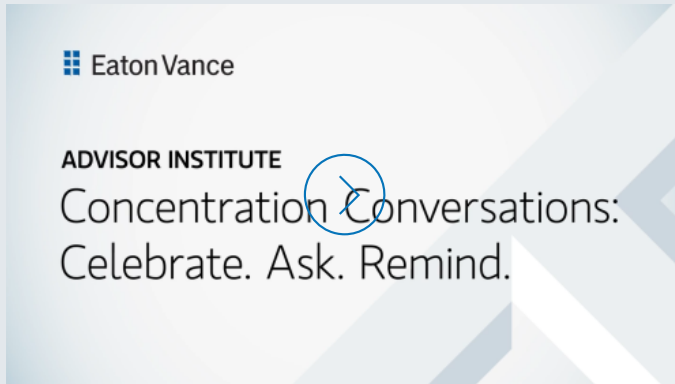 Eaton Vance
ADVISOR INSTITUTE
Concentration Conversations:
Celebrate. Ask. Remind.